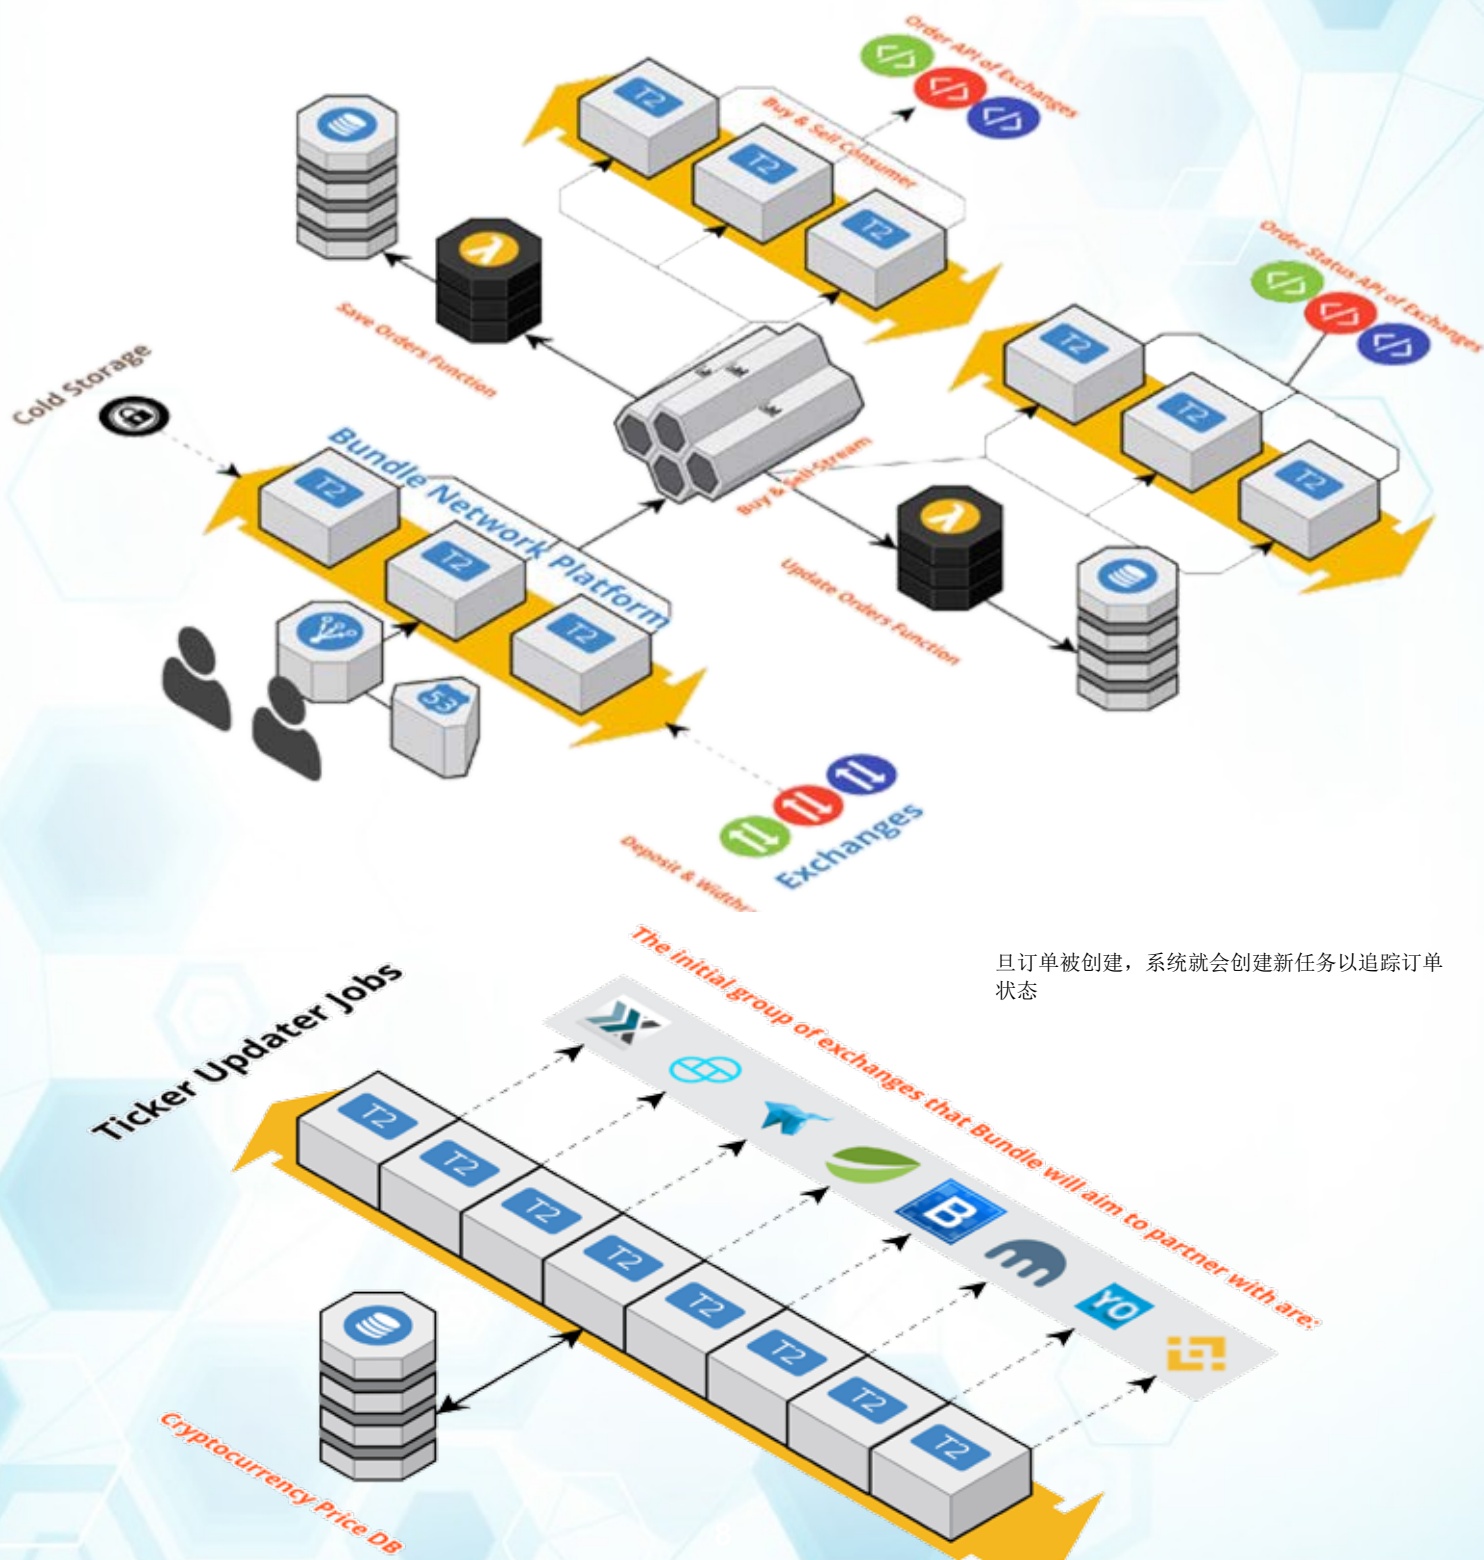 Order API of Exchanges
T2
Buy & Sell Consumer
T2
T2
Order Status API of Exchanges
T2
T2
T2
Save Orders Function
Cold Storage
Bundle Network Platform
T2
T2
T2
Buy & Sell Stream
Update Orders Function
53
Exchanges
Deposit &
旦订单被创建，系统就会创建新任务以追踪订单
状态
Ticker Updater Jobs
The initial group of exchanges that Bundle will aim to partner with are:
T2
T2
T2
T2
T2
T2
T2
T2
B
YO
Cryptocurrency Price DB